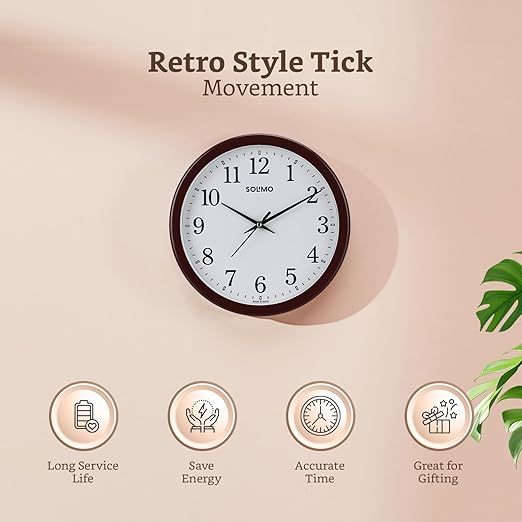 Retro Style Tick
Movement
SOLIMO
12
1
2
3
4
5
6
7
8
9
10
11
Long Service
Life
Save
Energy
Accurate
Time
Great for
Gifting